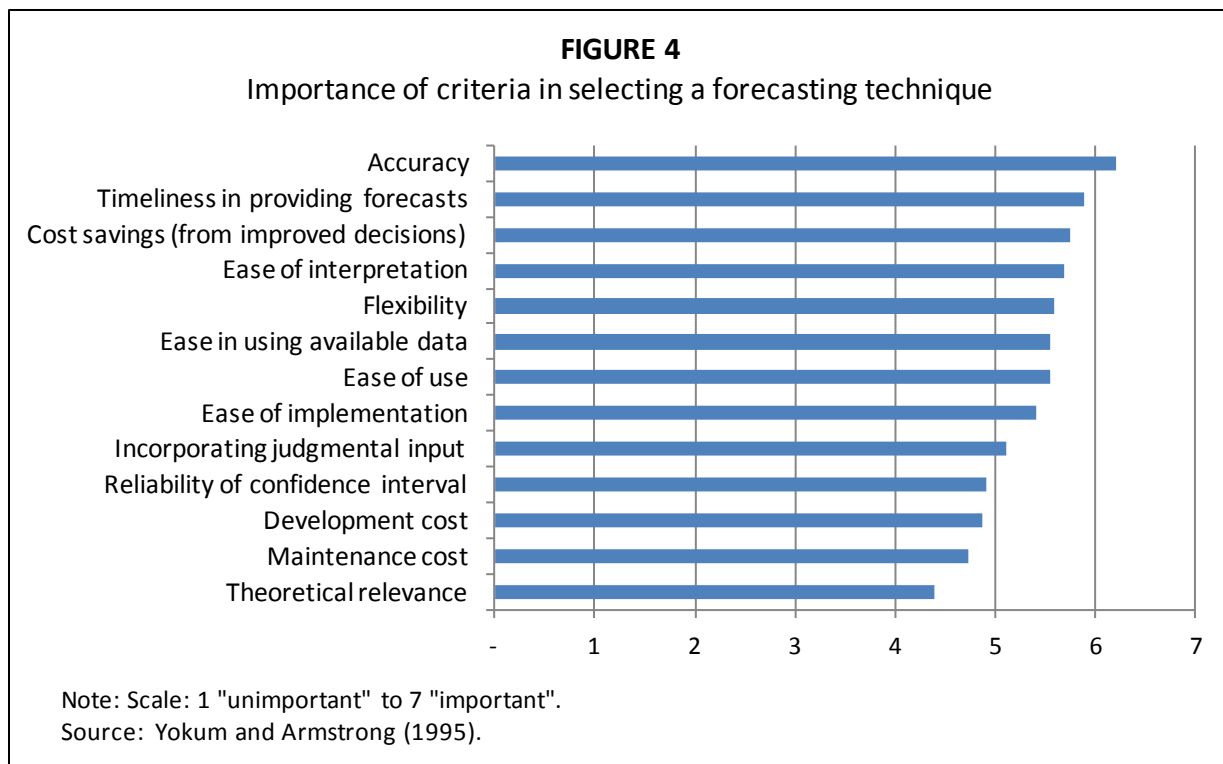 FIGURE 4
Importance of criteria in selecting a forecasting technique
Accuracy
Timeliness in providing forecasts
Cost savings (from improved decisions)
Ease of interpretation
Flexibility
Ease in using available data
Ease of use
Ease of implementation
Incorporating judgmental input
Reliability of confidence interval
Development cost
Maintenance cost
Theoretical relevance
- 1 2 3 4 5 6 7
Note: Scale: 1 "unimportant" to 7 "important".
Source: Yokum and Armstrong (1995).